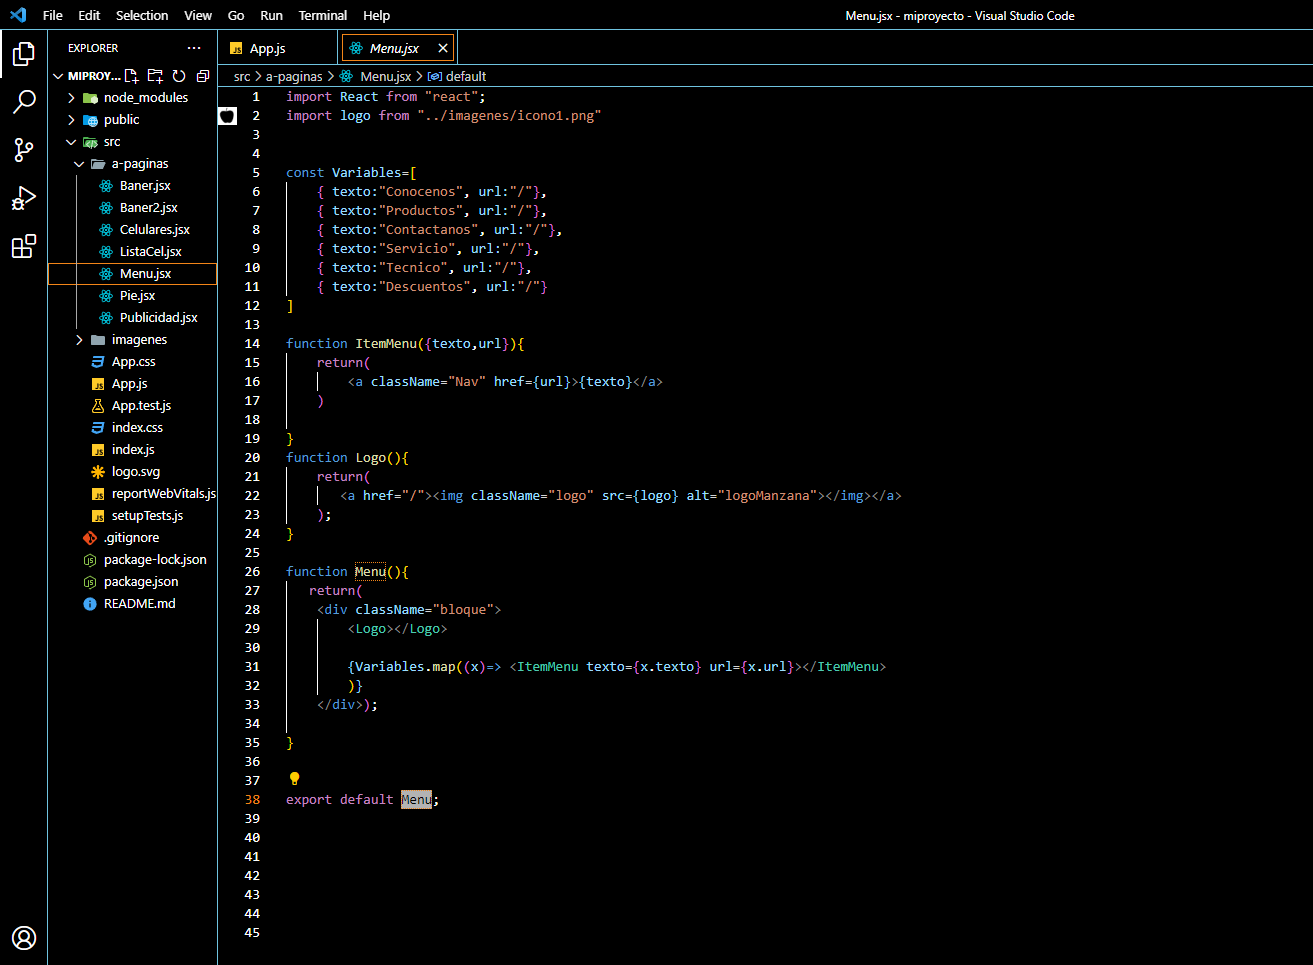 File Edit Selection View Go Run Terminal Help
Menu.jsx - miproyecto - Visual Studio Code
EXPLORER ...
MIPROY...
node_modules
public
src
a-paginas
Baner.jsx
Baner2.jsx
Celulares.jsx
ListaCel.jsx
Menu.jsx
Pie.jsx
Publicidad.jsx
imagenes
App.css
App.js
App.test.js
index.css
index.js
logo.svg
reportWebVitals.js
setupTests.js
.gitignore
package-lock.json
package.json
README.md
JS App.js Menu.jsx
src > a-paginas > Menu.jsx > default
1 import React from "react";
2 import logo from "../imagenes/icono1.png"
3
4
5 const Variables=[
6 { texto:"Conocenos", url:"/"},
7 { texto:"Productos", url:"/"},
8 { texto:"Contactanos", url:"/"},
9 { texto:"Servicio", url:"/"},
10 { texto:"Tecnico", url:"/"},
11 { texto:"Descuentos", url:"/"}
12 ]
13
14 function ItemMenu({texto,url}){
15 return(
16 <a className="Nav" href={url}>{texto}</a>
17 )
18
19 }
20 function Logo(){
21 return(
22 <a href="/"><img className="logo" src={logo} alt="logoManzana"></img></a>
23 );
24 }
25
26 function Menu(){
27 return(
28 <div className="bloque">
29 <Logo></Logo>
30
31 {Variables.map((x)=> <ItemMenu texto={x.texto} url={x.url}></ItemMenu>
32 )}
33 </div>);
34
35 }
36
37
38 export default Menu;
39
40
41
42
43
44
45